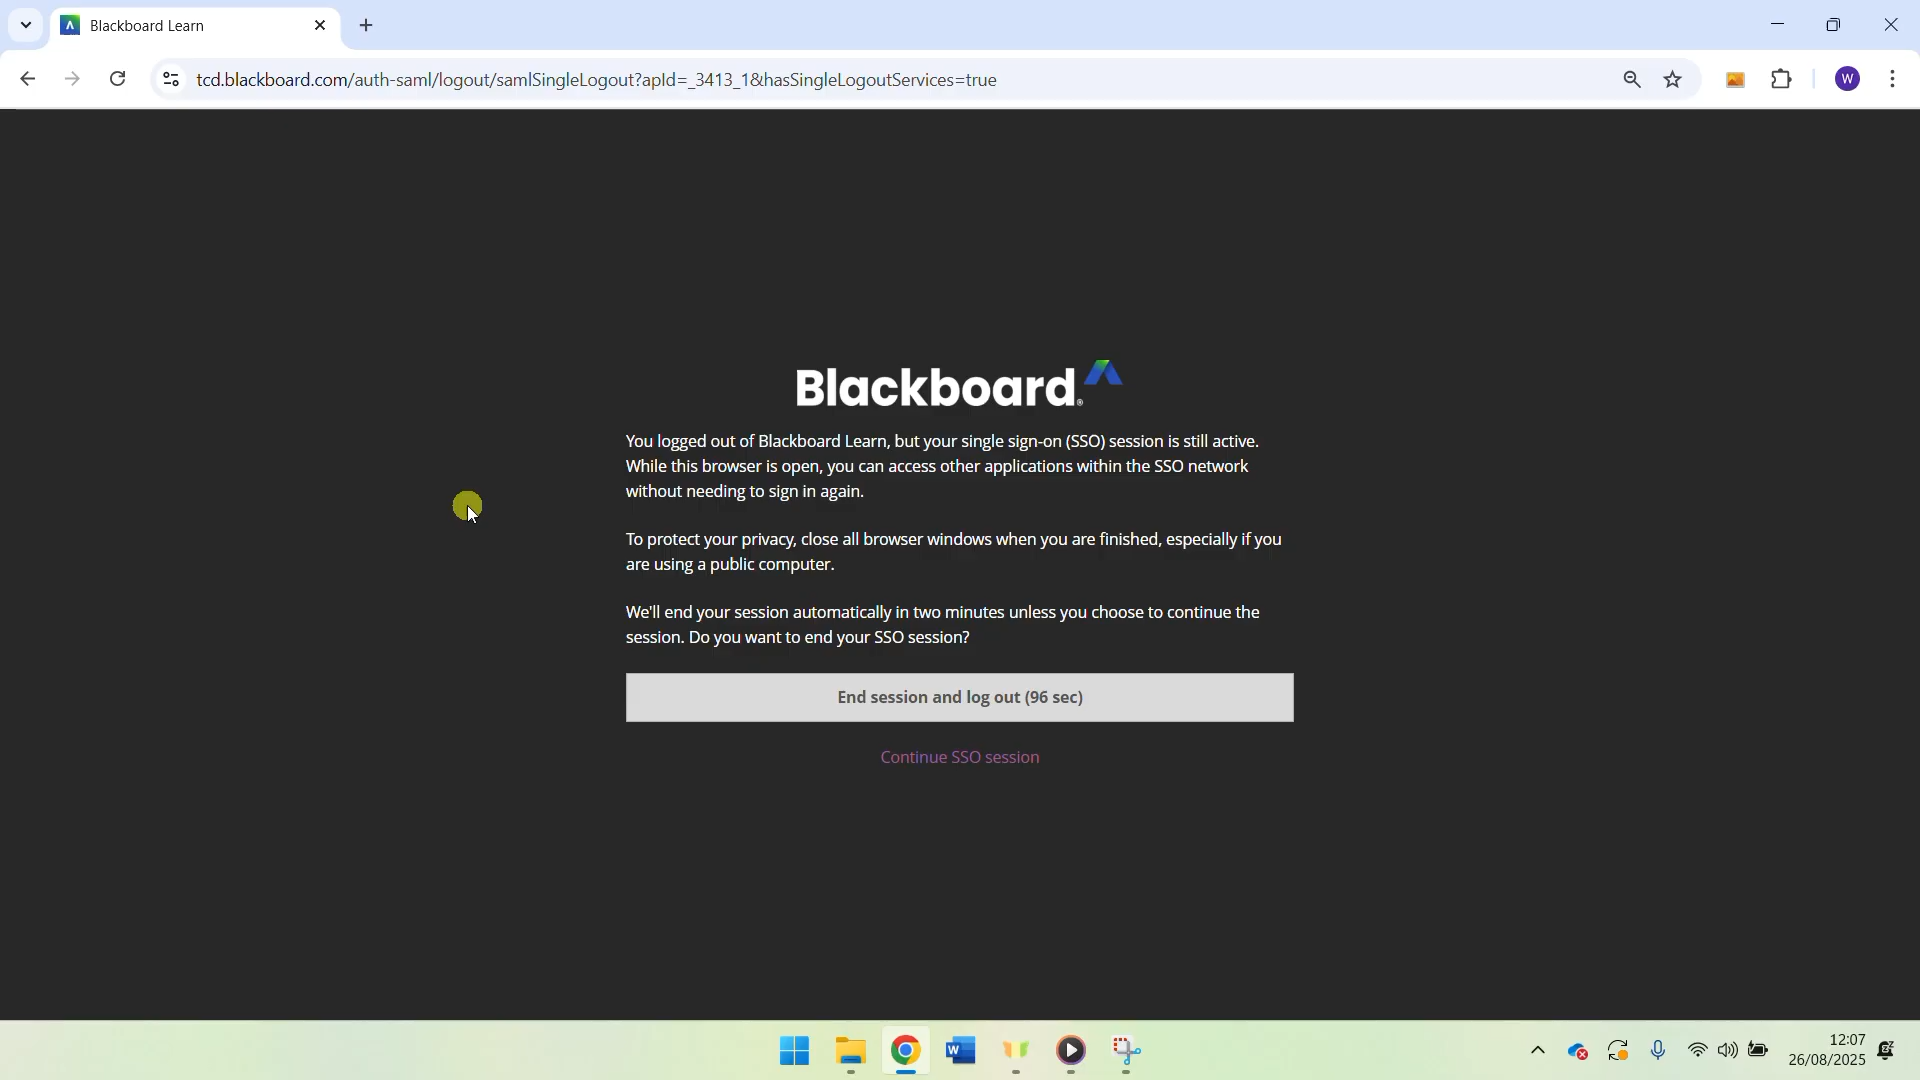 Blackboard Learn
tcd.blackboard.com/auth-saml/logout/samlSingleLogout?apId=_3413_1&hasSingleLogoutServices=true
W
Blackboard®
You logged out of Blackboard Learn, but your single sign-on (SSO) session is still active.
While this browser is open, you can access other applications within the SSO network
without needing to sign in again.
To protect your privacy, close all browser windows when you are finished, especially if you
are using a public computer.
We'll end your session automatically in two minutes unless you choose to continue the
session. Do you want to end your SSO session?
End session and log out (96 sec)
Continue SSO session
W
12:07
26/08/2025